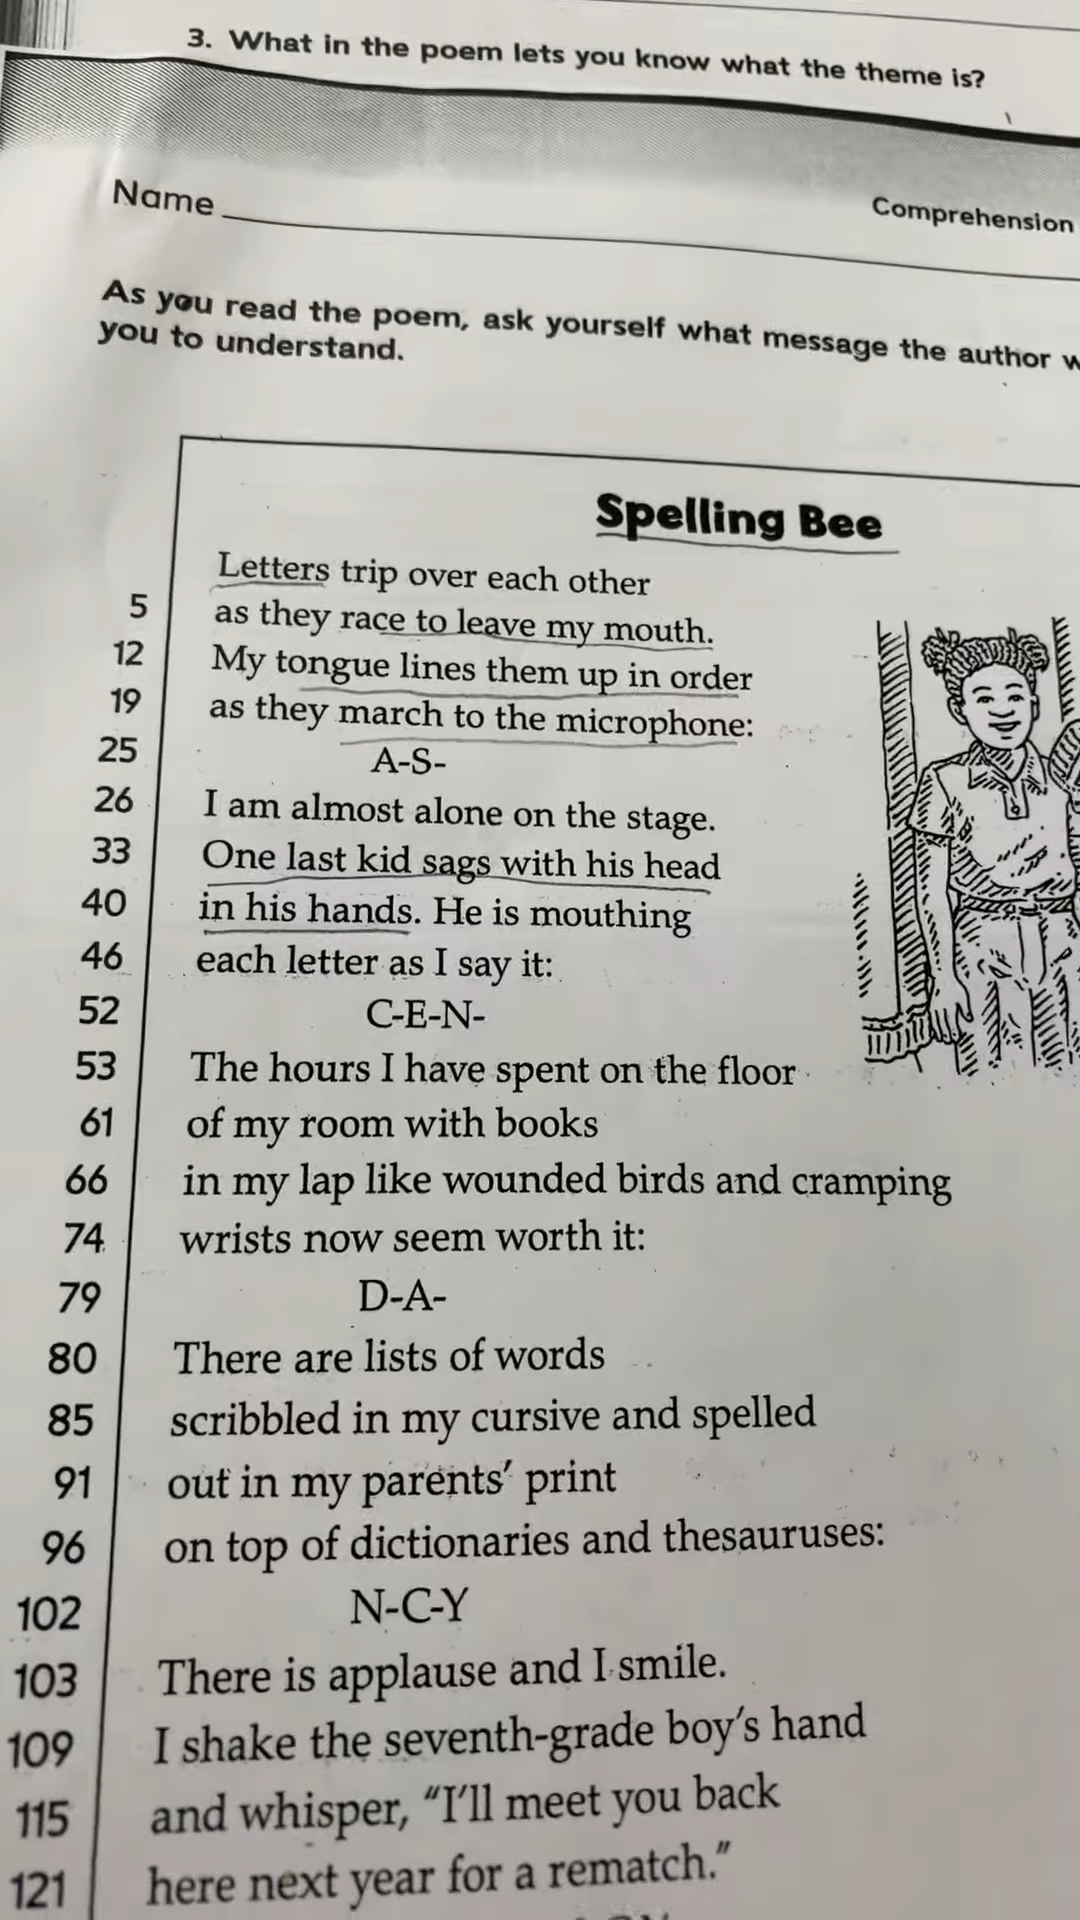 3. What in the poem lets you know what the theme is?
Name
Comprehension
As you read the poem, ask yourself what message the author
you to understand.
Spelling Bee
Letters trip over each other
5 as they race to leave my mouth.
12 My tongue lines them up in order
19 as they march to the microphone:
25 A-S-
26 I am almost alone on the stage.
33 One last kid sags with his head
40 in his hands. He is mouthing
46 each letter as I say it:
52 C-E-N-
53 The hours I have spent on the floor
61 of my room with books
66 in my lap like wounded birds and cramping
74 wrists now seem worth it:
79 D-A-
80 There are lists of words
85 scribbled in my cursive and spelled
91 out in my parents' print
96 on top of dictionaries and thesauruses:
102 N-C-Y
103 There is applause and I smile.
109 I shake the seventh-grade boy's hand
115 and whisper, "I'll meet you back
121 here next year for a rematch."